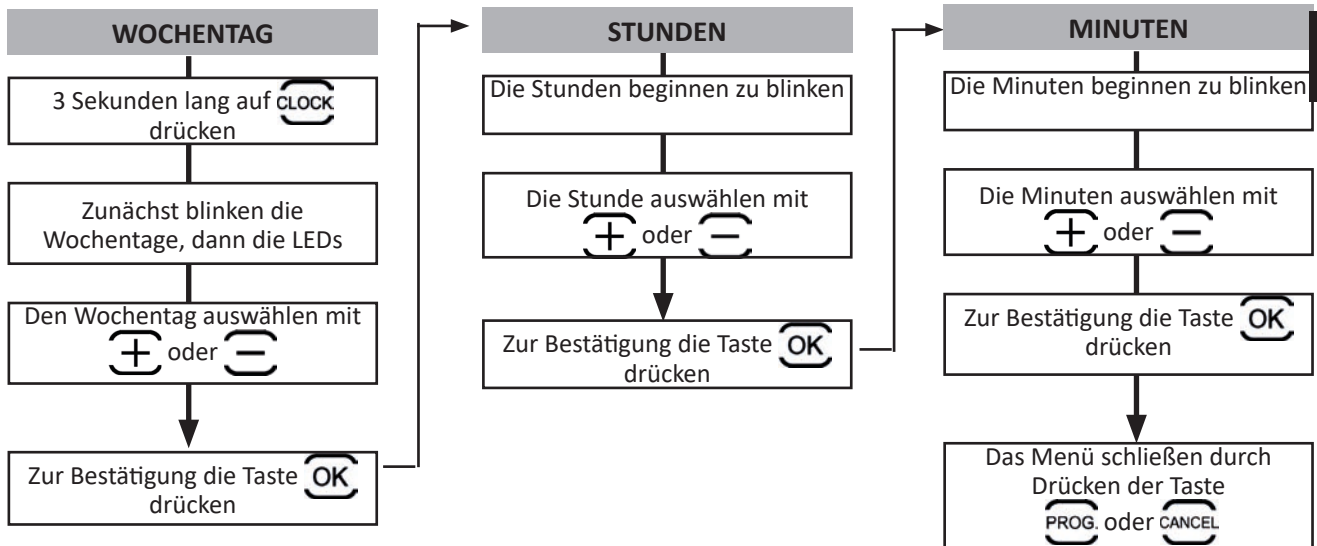 WOCHENTAG
3 Sekunden lang auf CLOCK
drücken
Zunächst blinken die
Wochentage, dann die LEDs
Den Wochentag auswählen mit
+ oder −
Zur Bestätigung die Taste OK
drücken
STUNDEN
Die Stunden beginnen zu blinken
Die Stunde auswählen mit
+ oder −
Zur Bestätigung die Taste OK
drücken
MINUTEN
Die Minuten beginnen zu blinken
Die Minuten auswählen mit
+ oder −
Zur Bestätigung die Taste OK
drücken
Das Menü schließen durch
Drücken der Taste
PROG. oder CANCEL